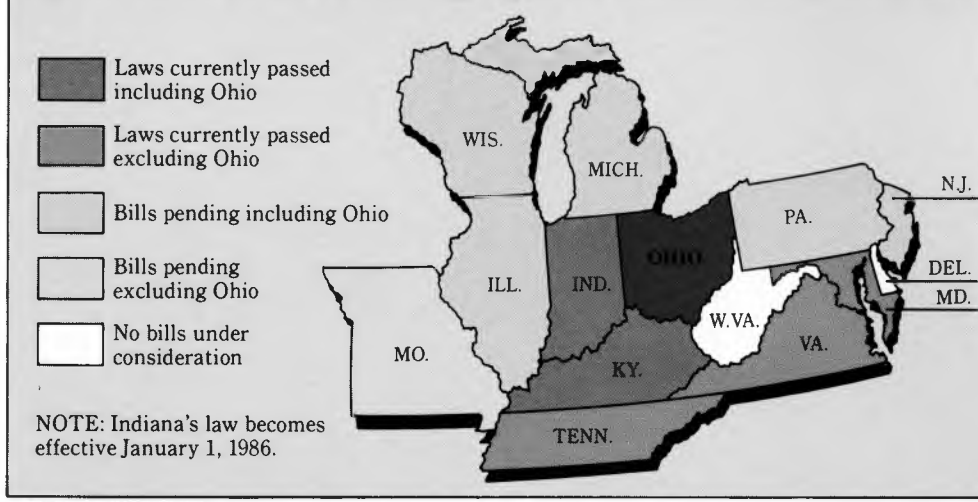 Laws currently passed
including Ohio
Laws currently passed
excluding Ohio
Bills pending including Ohio
Bills pending
excluding Ohio
No bills under
consideration
NOTE: Indiana's law becomes
effective January 1, 1986.
WIS.
MICH.
N.J.
PA.
OHIO
ILL.
IND.
DEL.
MD.
W.VA.
MO.
VA.
KY.
TENN.